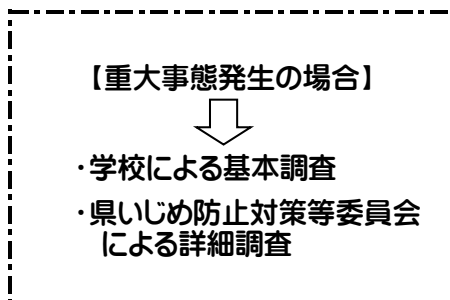 【重大事態発生の場合】
・学校による基本調査
・県いじめ防止対策等委員会
による詳細調査